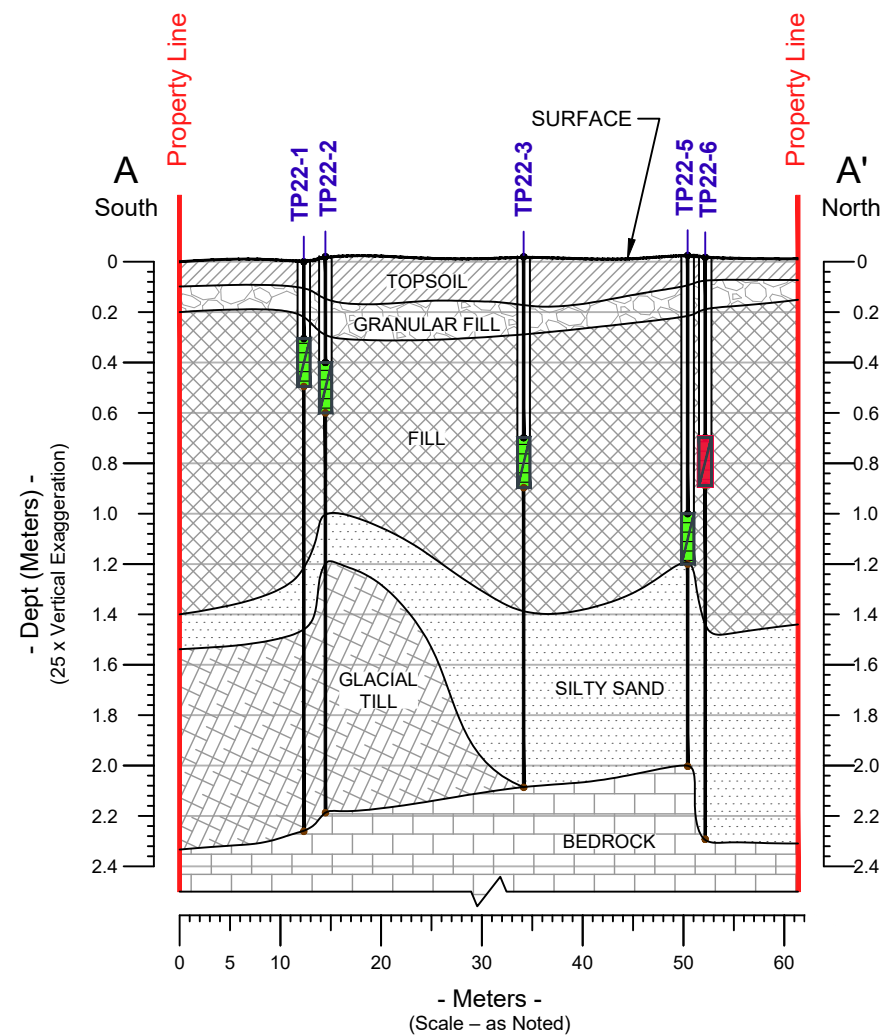 Property Line
Property Line
SURFACE
A
South
TP22-1
TP22-2
TP22-3
TP22-5
TP22-6
A'
North
0
0.2
0.4
0.6
0.8
1.0
1.2
1.4
1.6
1.8
2.0
2.2
2.4
- Dept (Meters) -
(25 x Vertical Exaggeration)
TOPSOIL
GRANULAR FILL
FILL
GLACIAL
TILL
SILTY SAND
BEDROCK
0
0.2
0.4
0.6
0.8
1.0
1.2
1.4
1.6
1.8
2.0
2.2
2.4
0 5 10 20 30 40 50 60
- Meters -
(Scale – as Noted)